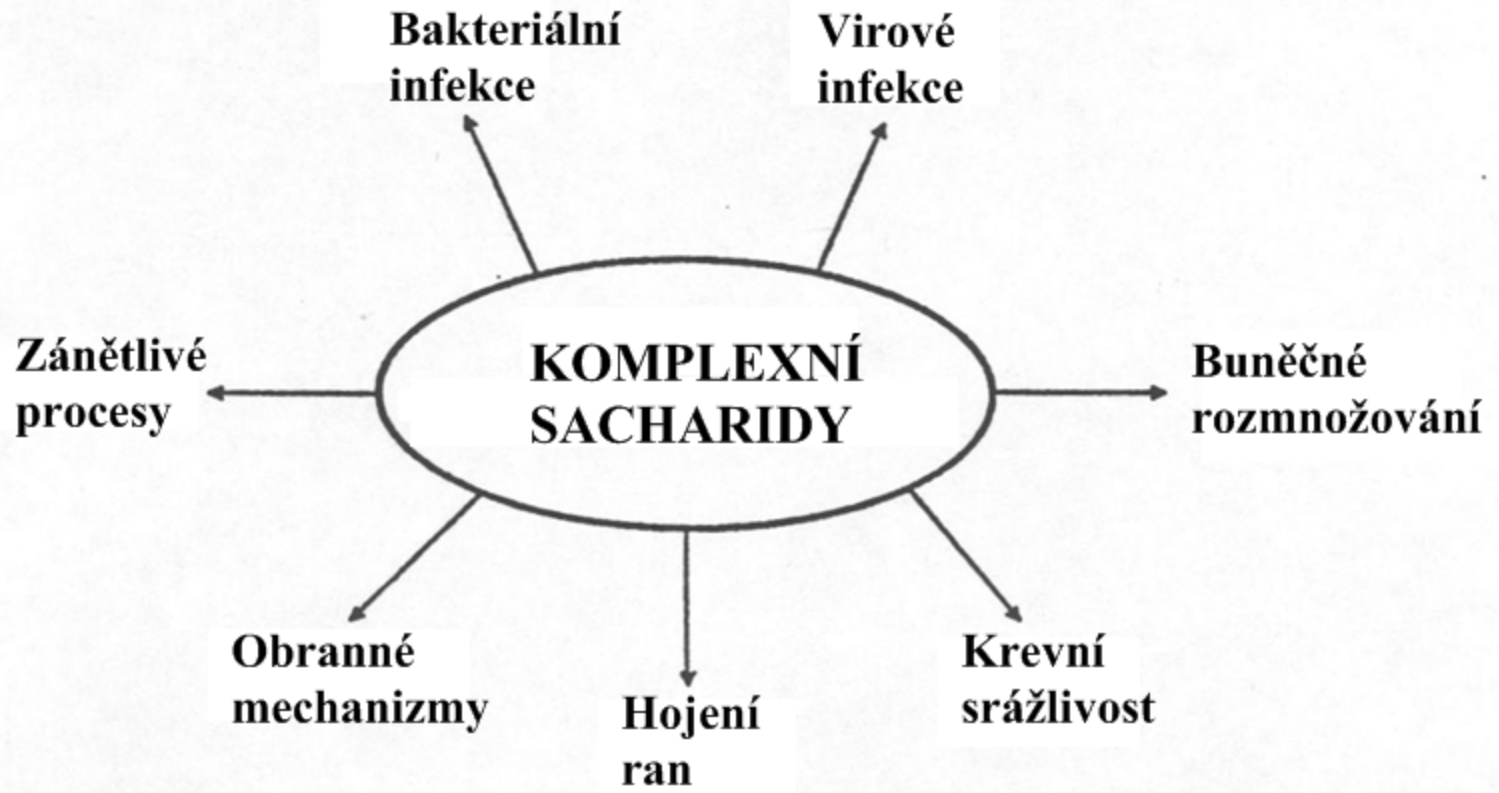 Bakteriální
infekce
Virové
infekce
Zánětlivé
procesy
KOMPLEXNÍ
SACHARIDY
Buněčné
rozmnožování
Obranné
mechanizmy
Hojení
ran
Krevní
srážlivost